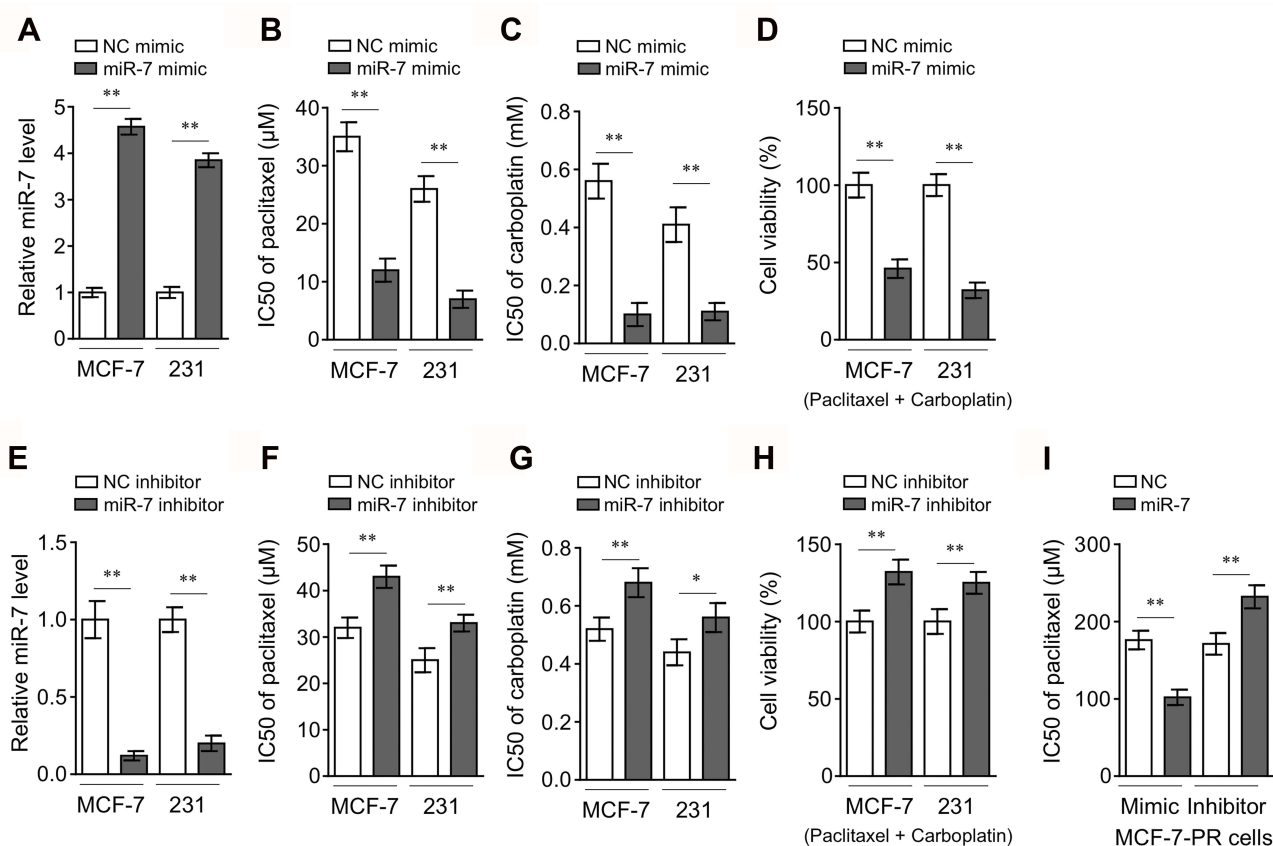 A
NC mimic
miR-7 mimic
Relative miR-7 level
5
4
3
2
1
0
**
**
MCF-7 231
B
NC mimic
miR-7 mimic
IC50 of paclitaxel (μM)
40
30
20
10
0
**
**
MCF-7 231
C
NC mimic
miR-7 mimic
IC50 of carboplatin (mM)
0.8
0.6
0.4
0.2
0.0
**
**
MCF-7 231
D
NC mimic
miR-7 mimic
Cell viability (%)
150
100
50
0
**
**
MCF-7 231
(Paclitaxel + Carboplatin)
E
NC inhibitor
miR-7 inhibitor
Relative miR-7 level
1.5
1.0
0.5
0.0
**
**
MCF-7 231
F
NC inhibitor
miR-7 inhibitor
IC50 of paclitaxel (μM)
50
40
30
20
10
0
**
**
MCF-7 231
G
NC inhibitor
miR-7 inhibitor
IC50 of carboplatin (mM)
0.8
0.6
0.4
0.2
0.0
**
*
MCF-7 231
H
NC inhibitor
miR-7 inhibitor
Cell viability (%)
150
100
50
0
**
**
MCF-7 231
(Paclitaxel + Carboplatin)
I
NC
miR-7
IC50 of paclitaxel (μM)
300
200
100
0
**
**
Mimic Inhibitor
MCF-7-PR cells